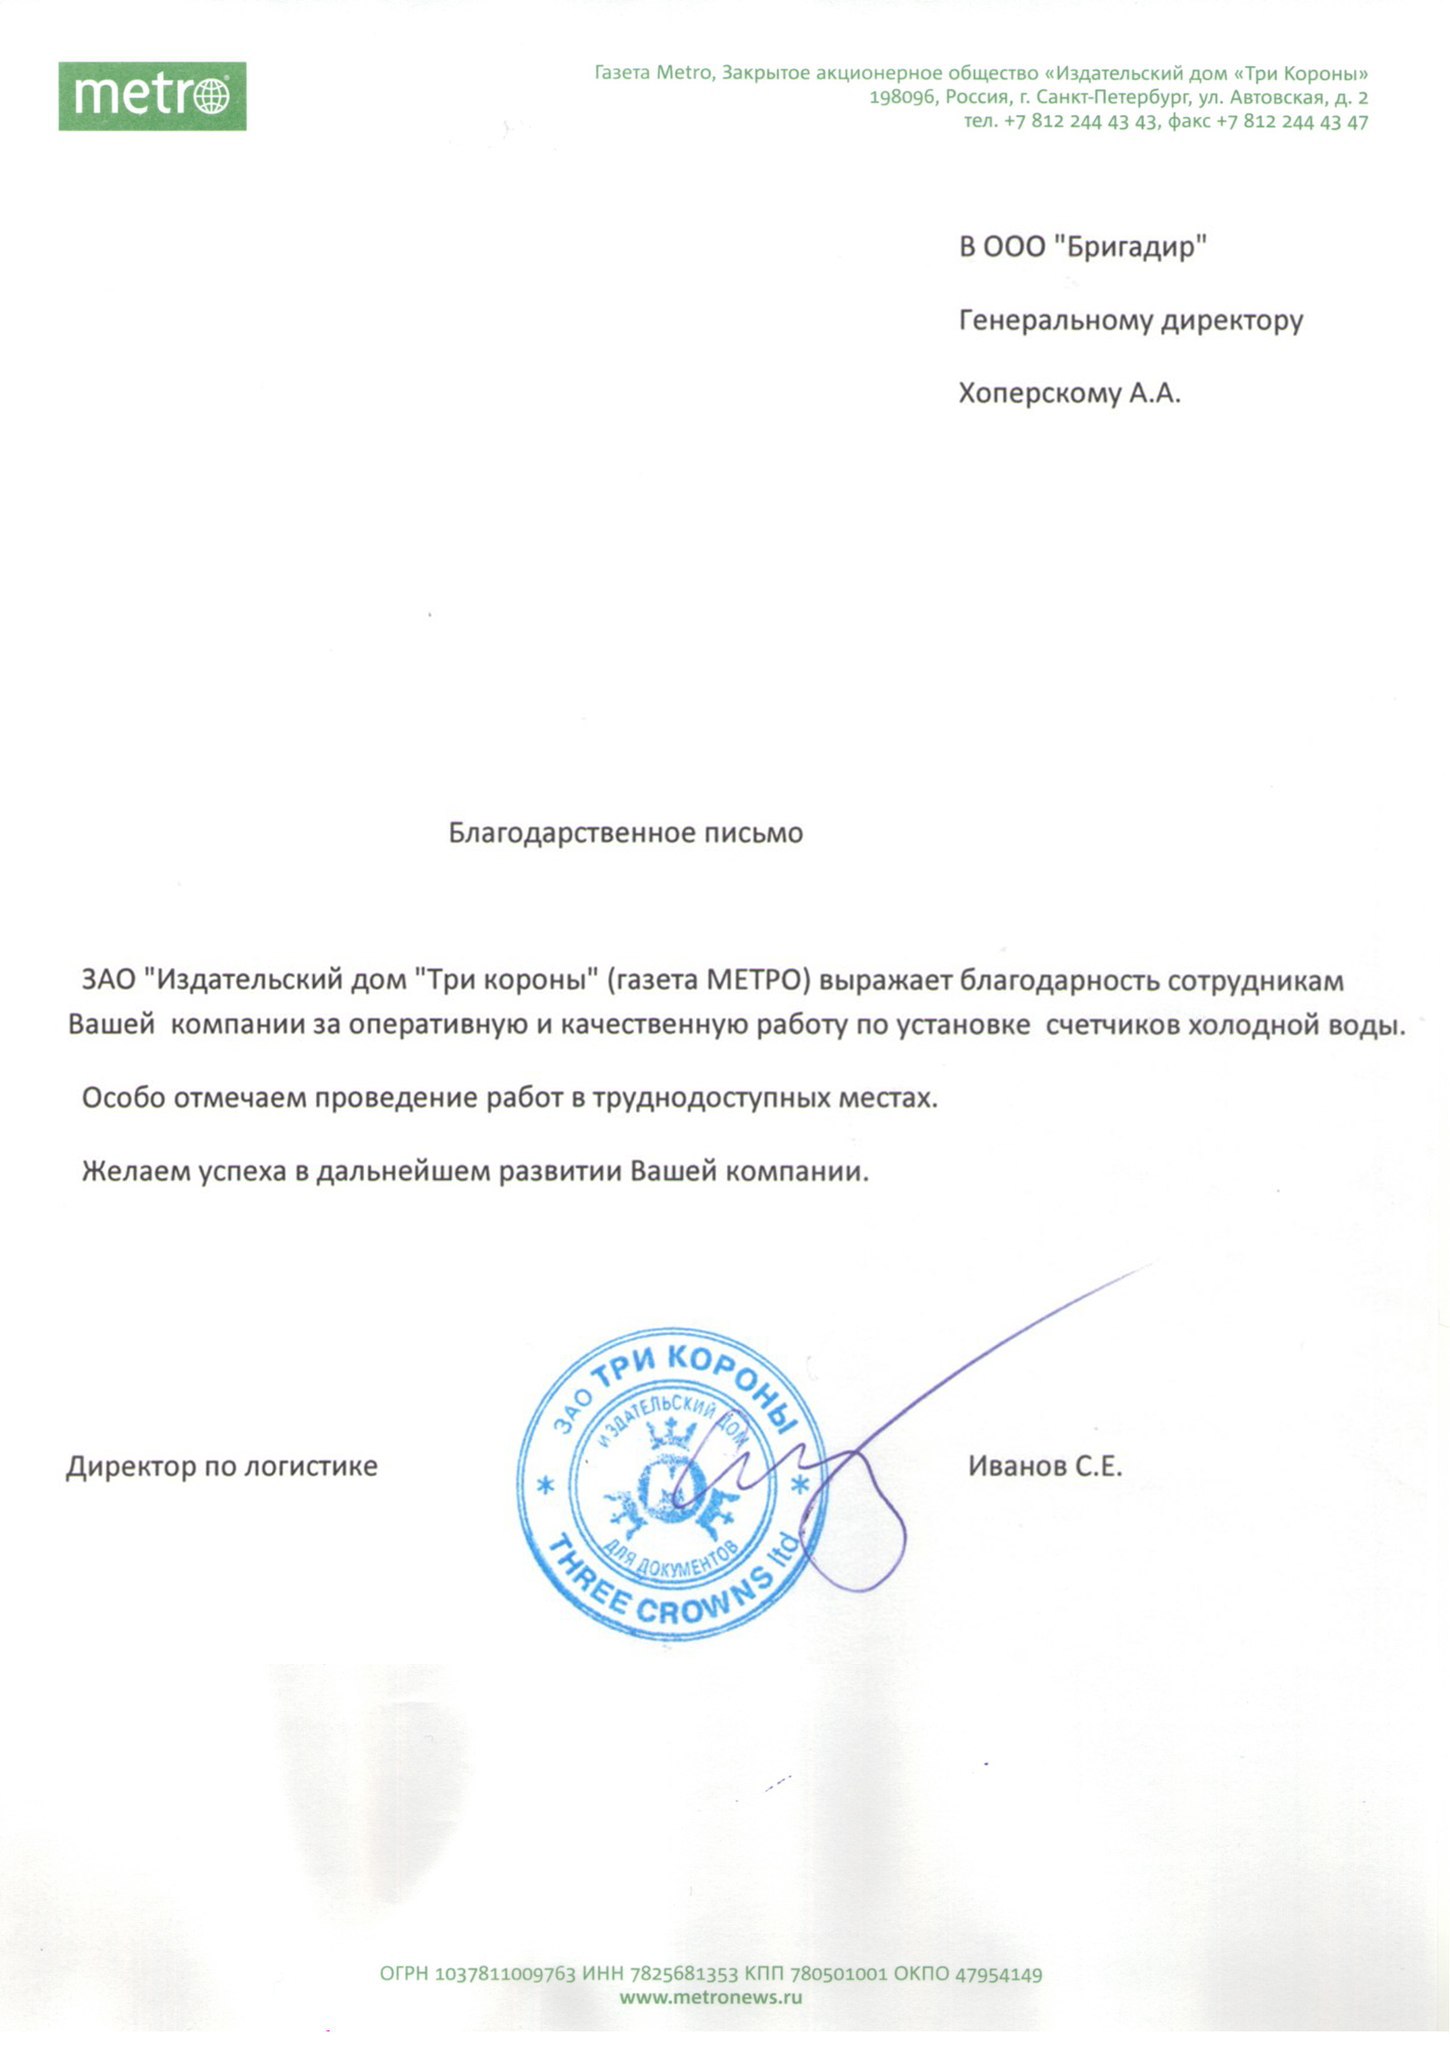 metro
Газета Metro, Закрытое акционерное общество «Издательский дом «Три Короны»
198096, Россия, г. Санкт-Петербург, ул. Автовская, д. 2
тел. +7 812 244 43 43, факс +7 812 244 43 47
В ООО "Бригадир"
Генеральному директору
Хоперскому А.А.
Благодарственное письмо
ЗАО "Издательский дом "Три короны" (газета МЕТРО) выражает благодарность сотрудникам
Вашей компании за оперативную и качественную работу по установке счетчиков холодной воды.
Особо отмечаем проведение работ в труднодоступных местах.
Желаем успеха в дальнейшем развитии Вашей компании.
Директор по логистике
ЗАО ТРИ КОРОНЫ
ИЗДАТЕЛЬСКИЙ ДОМ
ДЛЯ ДОКУМЕНТОВ
THREE CROWNS ltd
Иванов С.Е.
ОГРН 1037811009763 ИНН 7825681353 КПП 780501001 ОКПО 47954149
www.metronews.ru